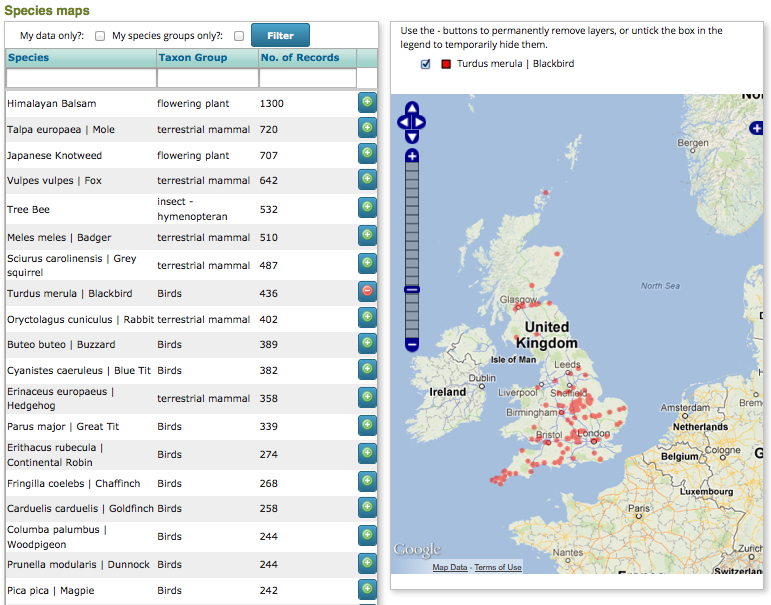 Species maps
My data only?: My species groups only?: Filter
Species Taxon Group No. of Records
Himalayan Balsam flowering plant 1300
Talpa europaea | Mole terrestrial mammal 720
Japanese Knotweed flowering plant 707
Vulpes vulpes | Fox terrestrial mammal 642
Tree Bee insect - hymenopteran 532
Meles meles | Badger terrestrial mammal 510
Sciurus carolinensis | Grey squirrel terrestrial mammal 487
Turdus merula | Blackbird Birds 436
Oryctolagus cuniculus | Rabbit terrestrial mammal 402
Buteo buteo | Buzzard Birds 389
Cyanistes caeruleus | Blue Tit Birds 382
Erinaceus europaeus | Hedgehog terrestrial mammal 358
Parus major | Great Tit Birds 339
Erithacus rubecula | Continental Robin Birds 274
Fringilla coelebs | Chaffinch Birds 268
Carduelis carduelis | Goldfinch Birds 258
Columba palumbus | Woodpigeon Birds 244
Prunella modularis | Dunnock Birds 244
Pica pica | Magpie Birds 242
Use the - buttons to permanently remove layers, or untick the box in the
legend to temporarily hide them.
Turdus merula | Blackbird
Bergen
North Sea
Glasgow
United
Kingdom
Isle of Man
Leeds
Dublin
Ireland
Liverpool
Sheffield
Birmingham
Amsterdam
Brem
Netherlands
Bristol
London
Belgium
Cologne
G
Luxembourg
Paris
Nantes
Zurich
Switzerlan
Google
Map Data - Terms of Use